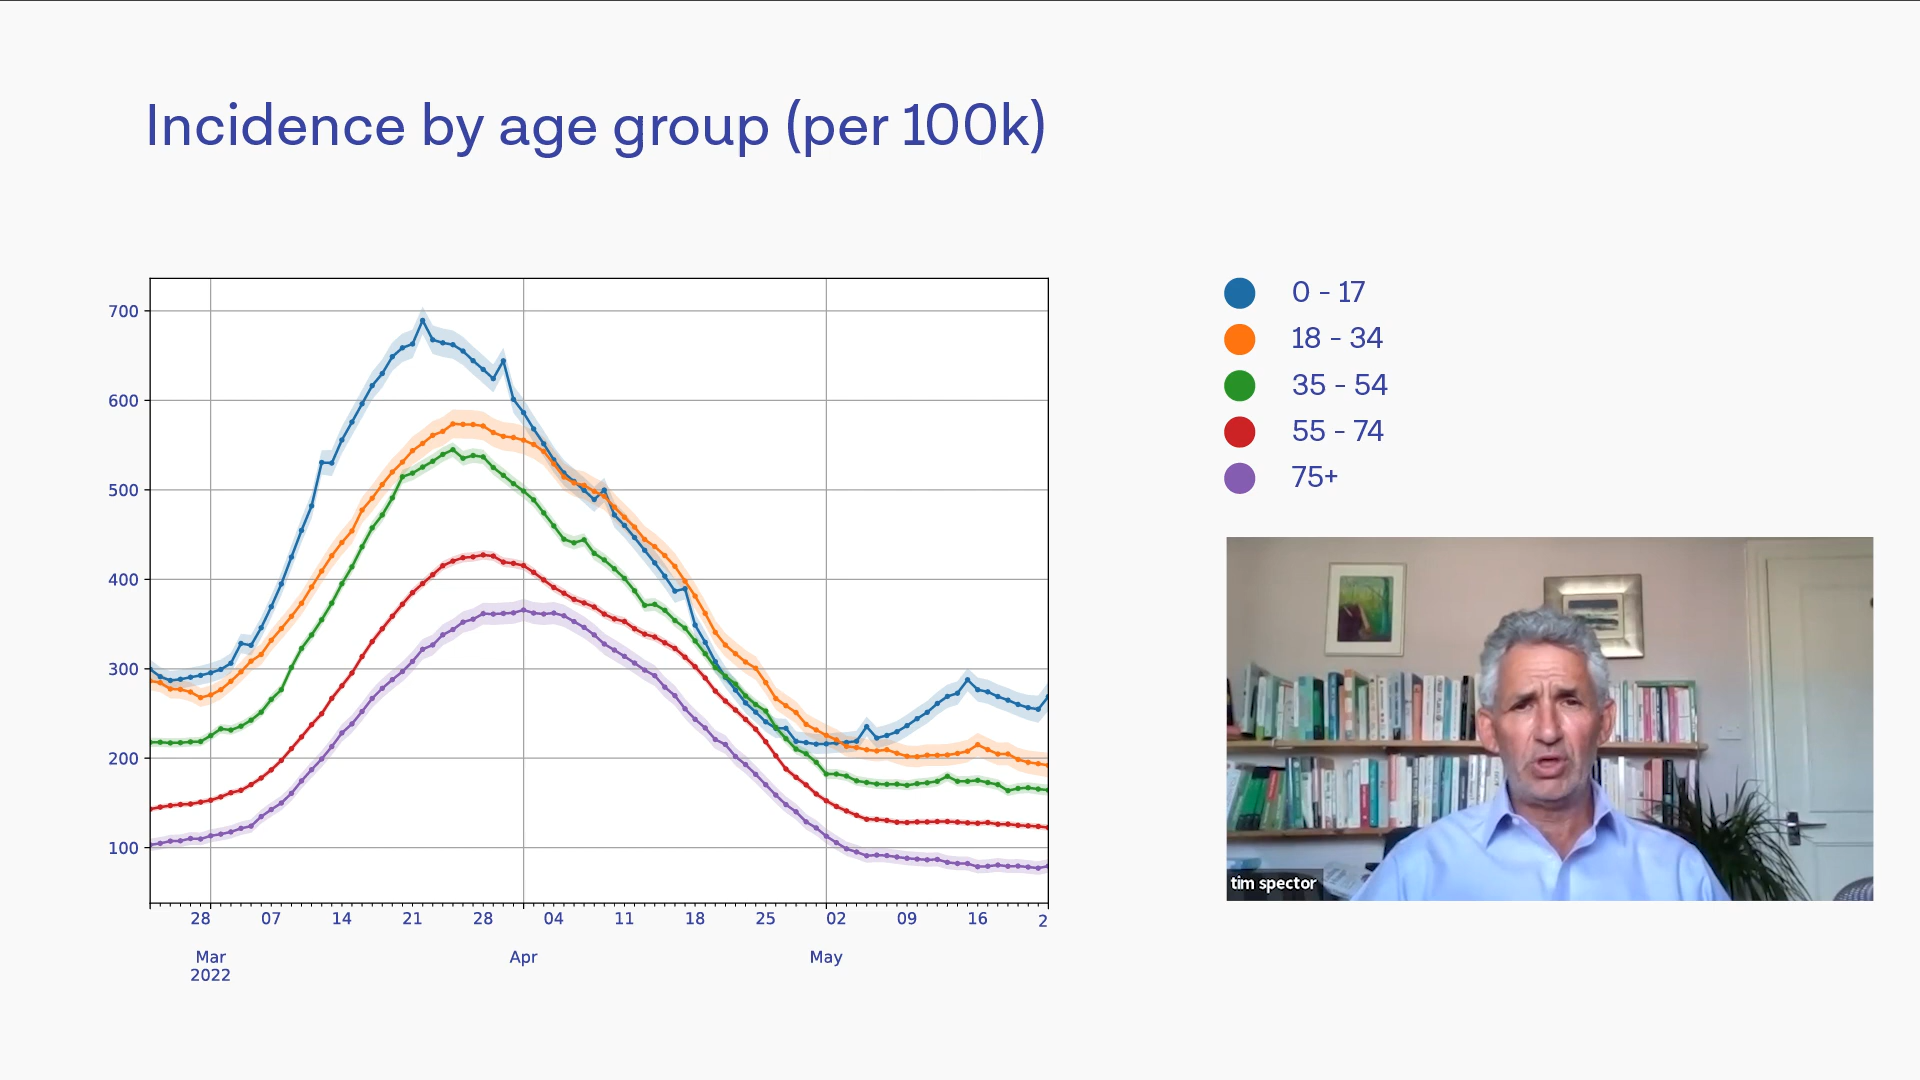 Incidence by age group (per 100k)
700
600
500
400
300
200
100
28 07 14 21 28 04 11 18 25 02 09 16 2
Mar Apr May
2022
0 - 17
18 - 34
35 - 54
55 - 74
75+
tim spector